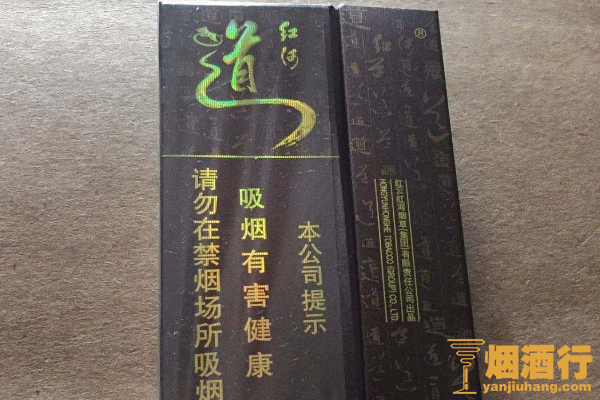 红河
道
本公司提示
吸烟有害健康
请勿在禁烟场所吸烟
®
红云红河烟草(集团)有限责任公司出品
HONGYUNHONGHE TOBACCO (GROUP) CO., LTD
烟酒行
yanjiuhang.com